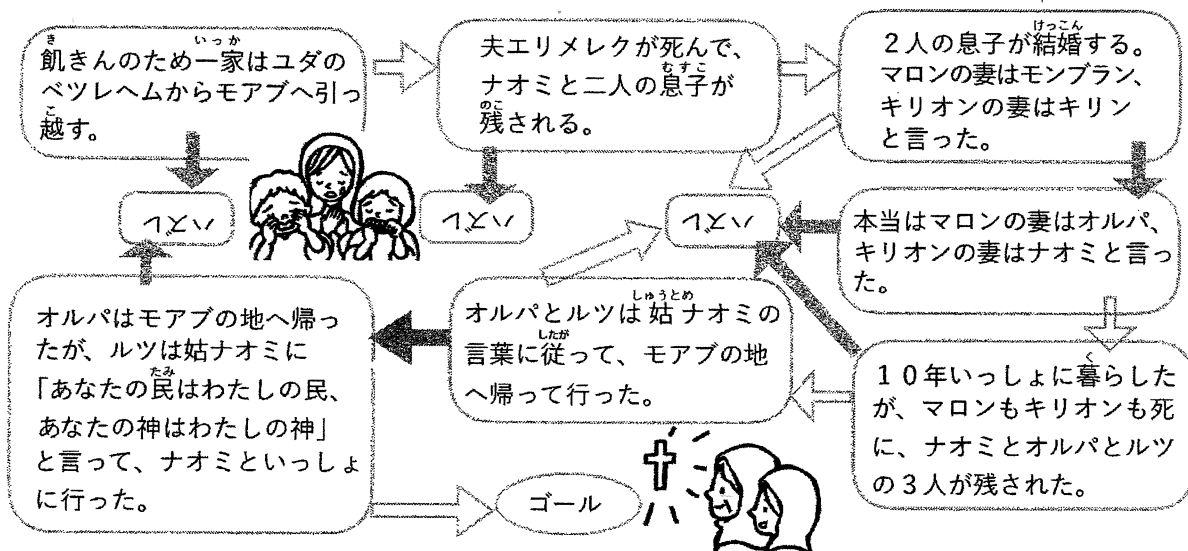 飢きんのため一家はユダの
ベツレヘムからモアブへ引っ
越す。
夫エリメレクが死んで、
ナオミと二人の息子が
残される。
２人の息子が結婚する。
マロンの妻はモンブラン、
キリオンの妻はキリン
と言った。
ハズレ
ハズレ
ハズレ
本当はマロンの妻はオルパ、
キリオンの妻はナオミと言っ
た。
１０年いっしょに暮らした
が、マロンもキリオンも死
に、ナオミとオルパとルツ
の３人が残された。
オルパとルツは姑ナオミの
言葉に従って、モアブの地
へ帰って行った。
オルパはモアブの地へ帰っ
たが、ルツは姑ナオミに
「あなたの民はわたしの民、
あなたの神はわたしの神」
と言って、ナオミといっしょ
に行った。
ゴール